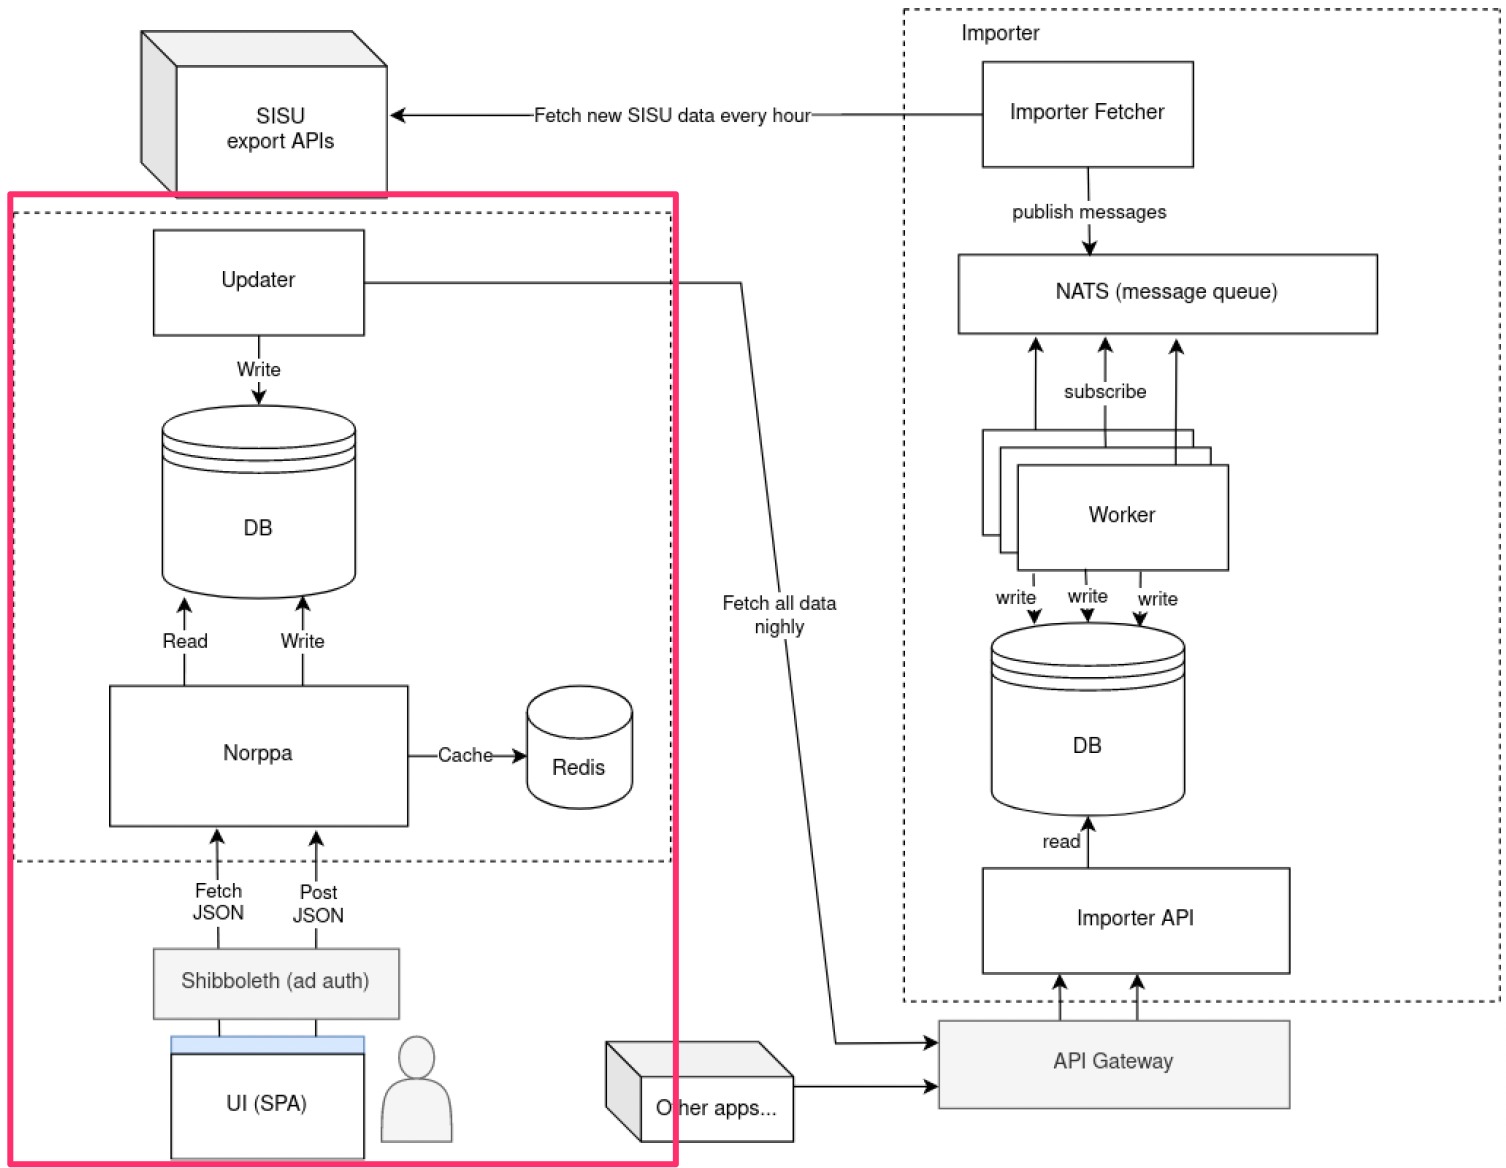 Importer
SISU
export APIs
Fetch new SISU data every hour
Importer Fetcher
publish messages
NATS (message queue)
subscribe
Worker
write
write
write
DB
read
Importer API
API Gateway
Updater
Write
DB
Read
Write
Norppa
Cache
Redis
Fetch
JSON
Post
JSON
Shibboleth (ad auth)
UI (SPA)
Fetch all data
nighly
Other apps...